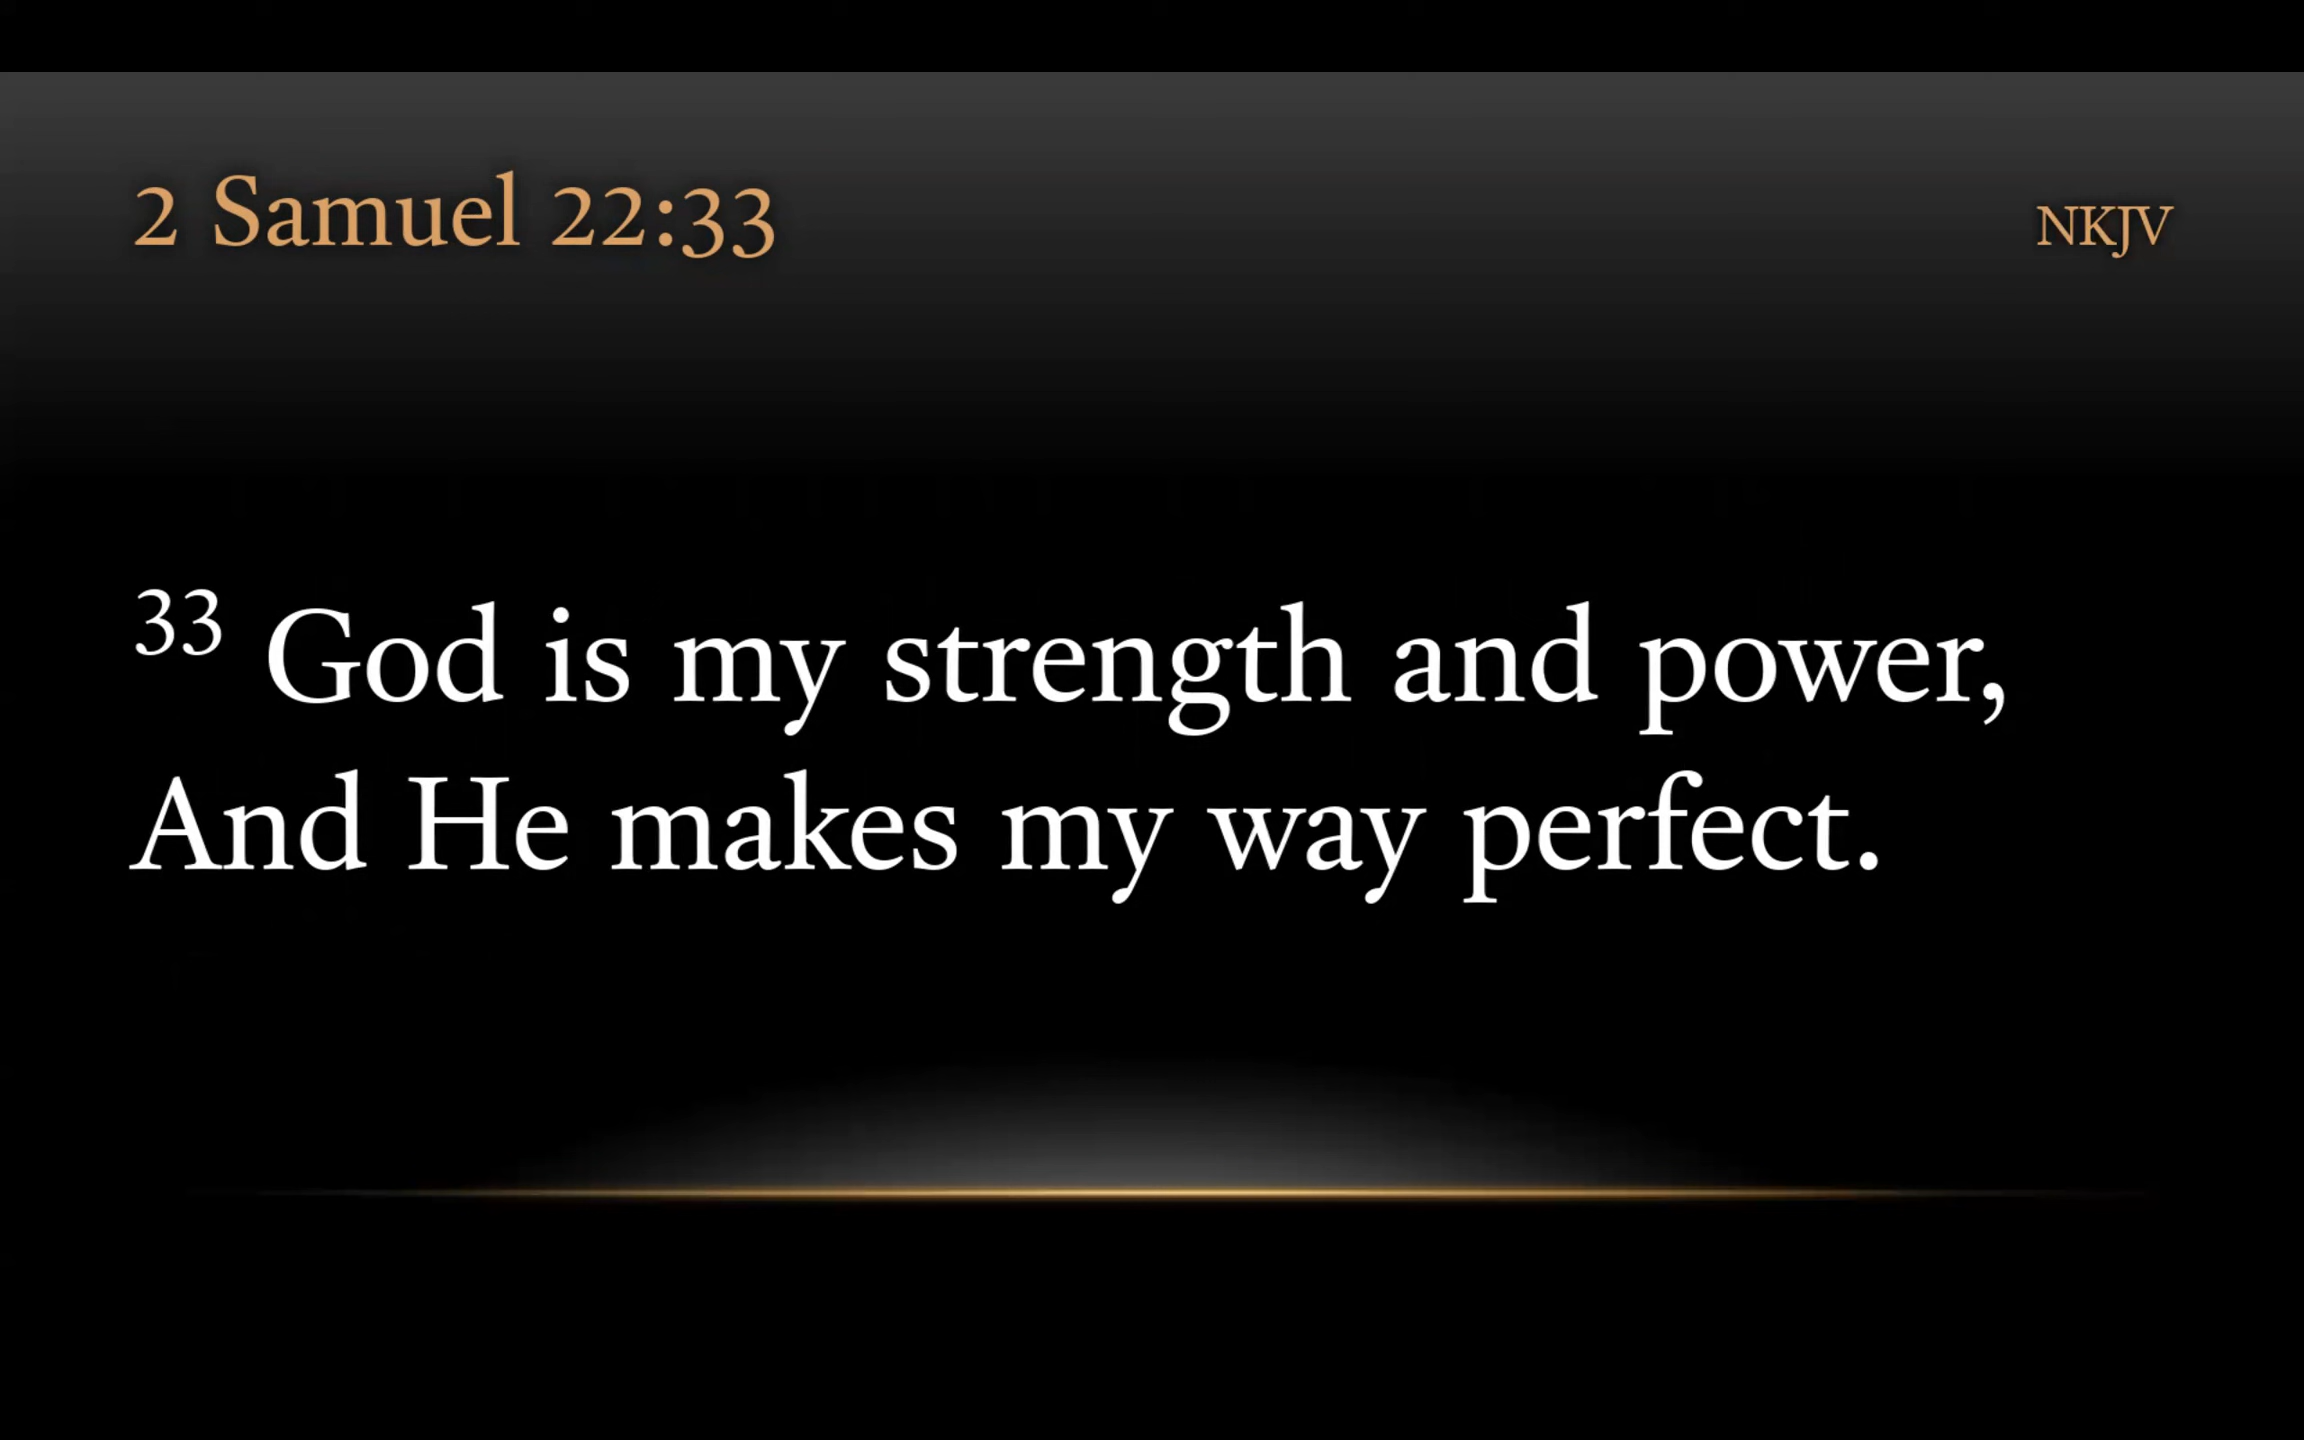 2 Samuel 22:33
NKJV
33 God is my strength and power,
And He makes my way perfect.